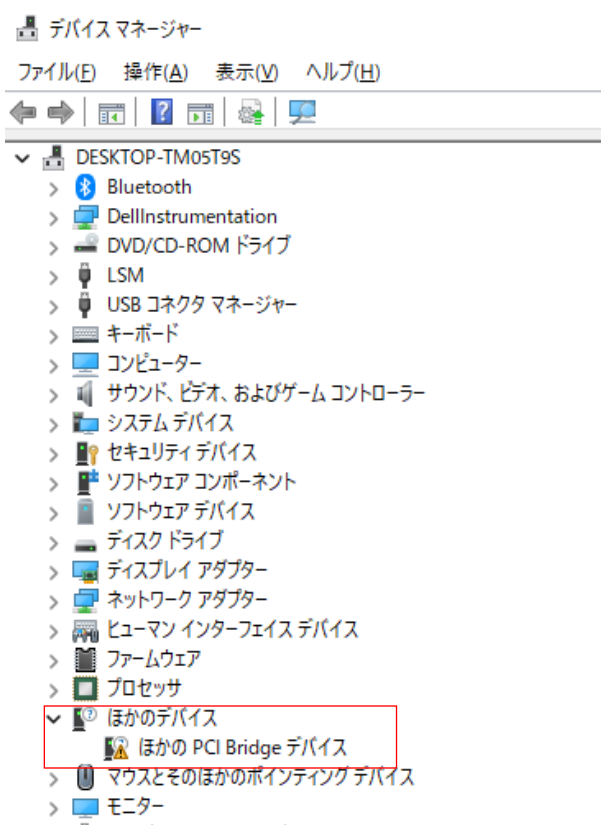 デバイス マネージャー
ファイル(F) 操作(A) 表示(V) ヘルプ(H)
DESKTOP-TM05T9S
Bluetooth
DellInstrumentation
DVD/CD-ROM ドライブ
LSM
USB コネクタ マネージャー
キーボード
コンピューター
サウンド、ビデオ、およびゲーム コントローラー
システム デバイス
セキュリティ デバイス
ソフトウェア コンポーネント
ソフトウェア デバイス
ディスク ドライブ
ディスプレイ アダプター
ネットワーク アダプター
ヒューマン インターフェイス デバイス
ファームウェア
プロセッサ
ほかのデバイス
ほかの PCI Bridge デバイス
マウスとそのほかのポインティング デバイス
モニター